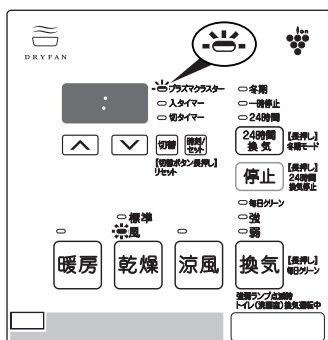 ion
DRYFAN
プラズマクラスター
入タイマー
切タイマー
冬期
一時停止
24時間
切替
時刻/
セット
【切替ボタン長押し】
リセット
24時間
換気
【長押し】
冬期モード
停止
【長押し】
24時間
換気停止
毎日クリーン
強
弱
標準
風
暖房
乾燥
涼風
換気
【長押し】
毎日クリーン
強弱ランプ点滅時
トイレ(洗面室)換気運転中